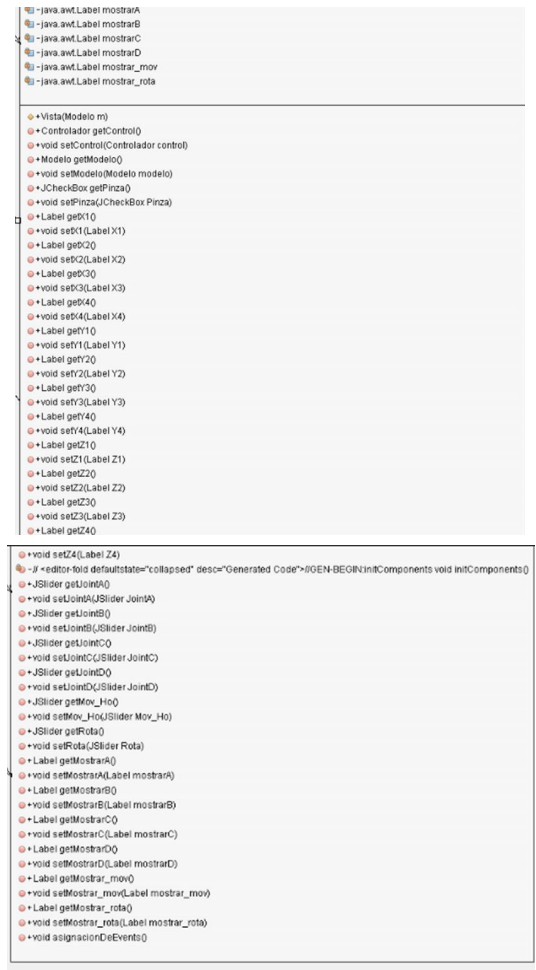 -java.awt.Label mostrarA
-java.awt.Label mostrarB
-java.awt.Label mostrarC
-java.awt.Label mostrarD
-java.awt.Label mostrar_mov
-java.awt.Label mostrar_rota
+Vista(Modelo m)
+Controlador getControl()
+void setControl(Controlador control)
+Modelo getModelo()
+void setModelo(Modelo modelo)
+JCheckBox getPinza()
+void setPinza(JCheckBox Pinza)
+Label getX1()
+void setX1(Label X1)
+Label getX2()
+void setX2(Label X2)
+Label getX3()
+void setX3(Label X3)
+Label getX4()
+void setX4(Label X4)
+Label getY1()
+void setY1(Label Y1)
+Label getY2()
+void setY2(Label Y2)
+Label getY3()
+void setY3(Label Y3)
+Label getY4()
+void setY4(Label Y4)
+Label getZ1()
+void setZ1(Label Z1)
+Label getZ2()
+void setZ2(Label Z2)
+Label getZ3()
+void setZ3(Label Z3)
+Label getZ4()
+void setZ4(Label Z4)
-// <editor-fold defaultstate="collapsed" desc="Generated Code">//GEN-BEGIN:initComponents void initComponents()
+JSlider getJointA()
+void setJointA(JSlider JointA)
+JSlider getJointB()
+void setJointB(JSlider JointB)
+JSlider getJointC()
+void setJointC(JSlider JointC)
+JSlider getJointD()
+void setJointD(JSlider JointD)
+JSlider getMov_Ho()
+void setMov_Ho(JSlider Mov_Ho)
+JSlider getRota()
+void setRota(JSlider Rota)
+Label getMostrarA()
+void setMostrarA(Label mostrarA)
+Label getMostrarB()
+void setMostrarB(Label mostrarB)
+Label getMostrarC()
+void setMostrarC(Label mostrarC)
+Label getMostrarD()
+void setMostrarD(Label mostrarD)
+Label getMostrar_mov()
+void setMostrar_mov(Label mostrar_mov)
+Label getMostrar_rota()
+void setMostrar_rota(Label mostrar_rota)
+void asignacionDeEvents()